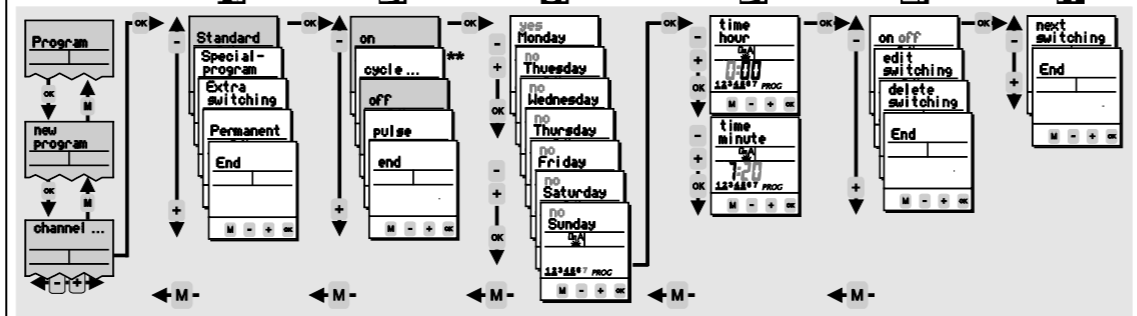 Program
OK
M
new
program
OK
M
channel ...
- +
OK
-
+
Standard
Special-
program
Extra
switching
Permanent
End
M - + OK
OK
-
+
on
cycle ...
**
off
pulse
end
M - + OK
OK
-
+
OK
-
+
OK
yes
Monday
no
Thuesday
no
Wednesday
no
Thursday
no
Friday
no
Saturday
no
Sunday
1234567 PROG
M - + OK
OK
-
+
OK
-
+
OK
time
hour
0:00
1234567 PROG
M - + OK
time
minute
7:20
1234567 PROG
M - + OK
OK
-
+
on off
edit
switching
delete
switching
End
M - + OK
OK
-
+
next
switching
End
M - + OK
M -
M -
M -
M -
M -